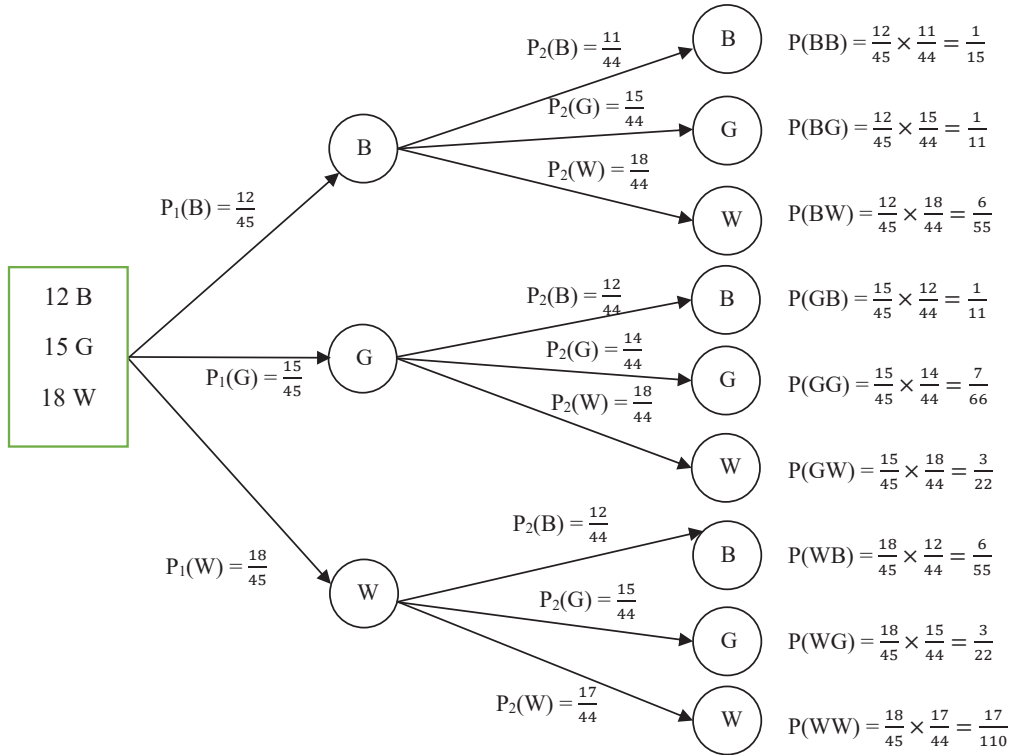 B
P₂(B) = 11/44
P(BB) = 12/45 × 11/44 = 1/15
P₂(G) = 15/44
G
P(BG) = 12/45 × 15/44 = 1/11
B
P₂(W) = 18/44
P₁(B) = 12/45
W
P(BW) = 12/45 × 18/44 = 6/55
12 B
15 G
18 W
P₂(B) = 12/44
B
P(GB) = 15/45 × 12/44 = 1/11
G
P₁(G) = 15/45
P₂(G) = 14/44
G
P(GG) = 15/45 × 14/44 = 7/66
P₂(W) = 18/44
W
P(GW) = 15/45 × 18/44 = 3/22
P₁(W) = 18/45
P₂(B) = 12/44
B
P(WB) = 18/45 × 12/44 = 6/55
W
P₂(G) = 15/44
G
P(WG) = 18/45 × 15/44 = 3/22
P₂(W) = 17/44
W
P(WW) = 18/45 × 17/44 = 17/110